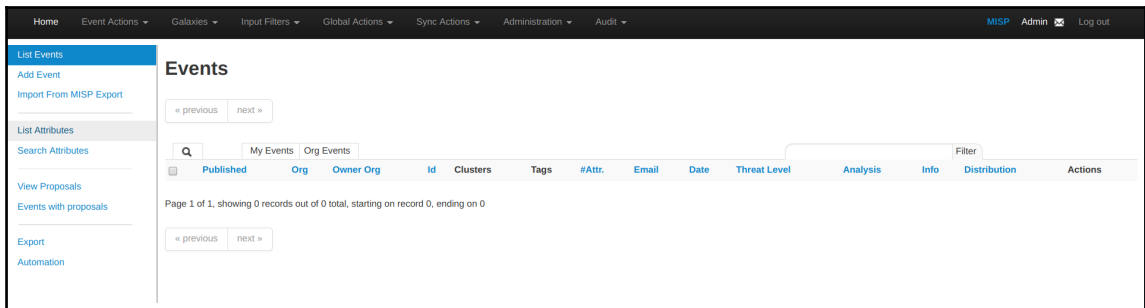 Home Event Actions Galaxies Input Filters Global Actions Sync Actions Administration Audit MISP Admin Log out
List Events
Add Event
Import From MISP Export
List Attributes
Search Attributes
View Proposals
Events with proposals
Export
Automation
Events
« previous next »
My Events Org Events Filter
Published Org Owner Org Id Clusters Tags #Attr. Email Date Threat Level Analysis Info Distribution Actions
Page 1 of 1, showing 0 records out of 0 total, starting on record 0, ending on 0
« previous next »